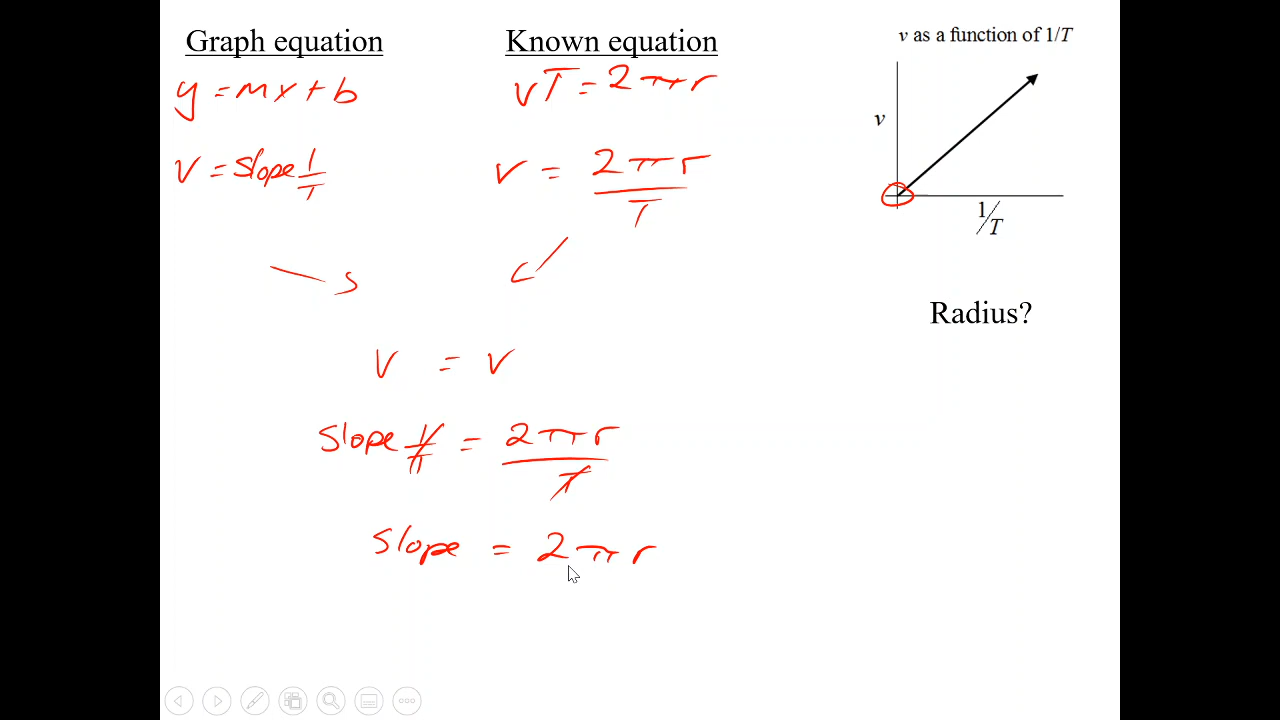 Graph equation
y = mx + b
v = slope 1/T
Known equation
vT = 2πr
v = 2πr/T
v = v
slope 1/T = 2πr/T
slope = 2πr
v as a function of 1/T
v
1/T
Radius?